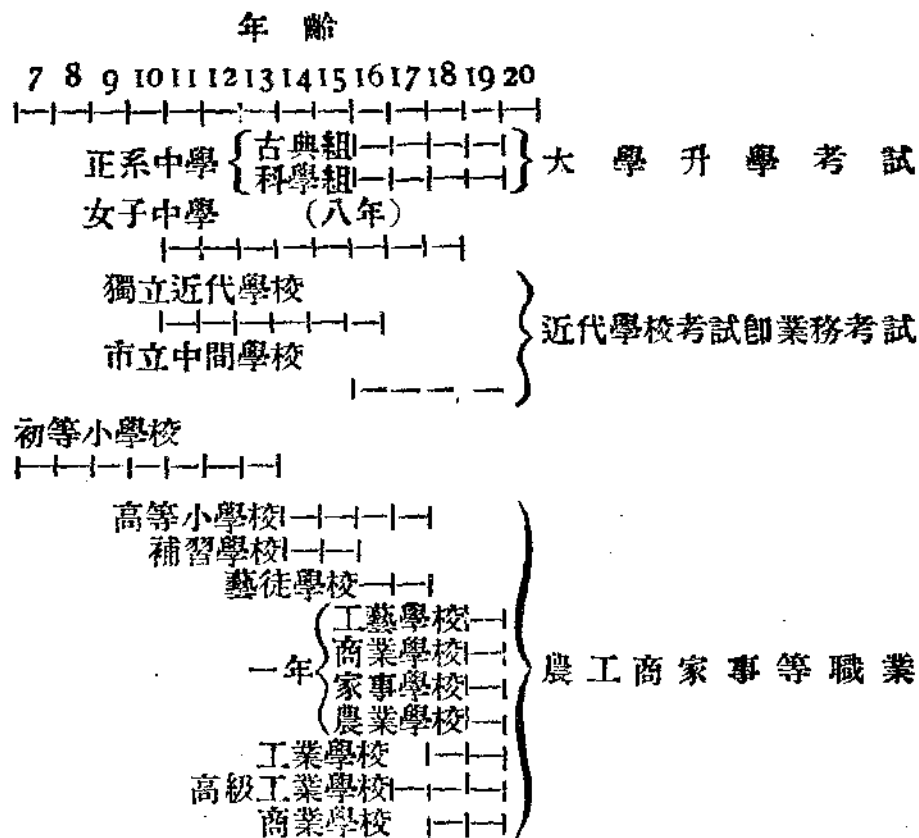 年齡
7 8 9 10 11 12 13 14 15 16 17 18 19 20
正系中學 古典組 大學升學考試
科學組
女子中學 (八年)
獨立近代學校
近代學校考試卽業務考試
市立中間學校
初等小學校
高等小學校
補習學校
藝徒學校
工藝學校
商業學校
一年 家事學校 農工商家事等職業
農業學校
工業學校
高級工業學校
商業學校